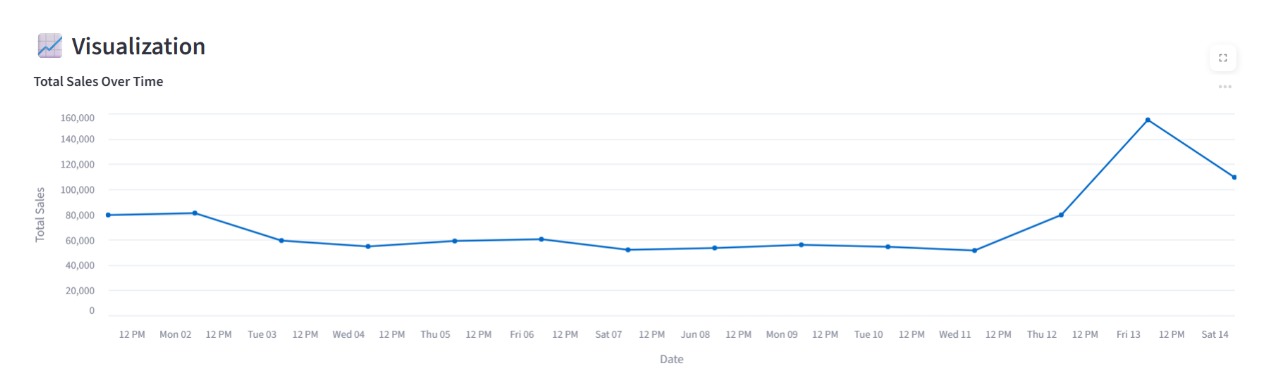 Visualization
Total Sales Over Time
160,000
140,000
120,000
100,000
80,000
60,000
40,000
20,000
0
Total Sales
12 PM Mon 02 12 PM Tue 03 12 PM Wed 04 12 PM Thu 05 12 PM Fri 06 12 PM Sat 07 12 PM Jun 08 12 PM Mon 09 12 PM Tue 10 12 PM Wed 11 12 PM Thu 12 12 PM Fri 13 12 PM Sat 14
Date